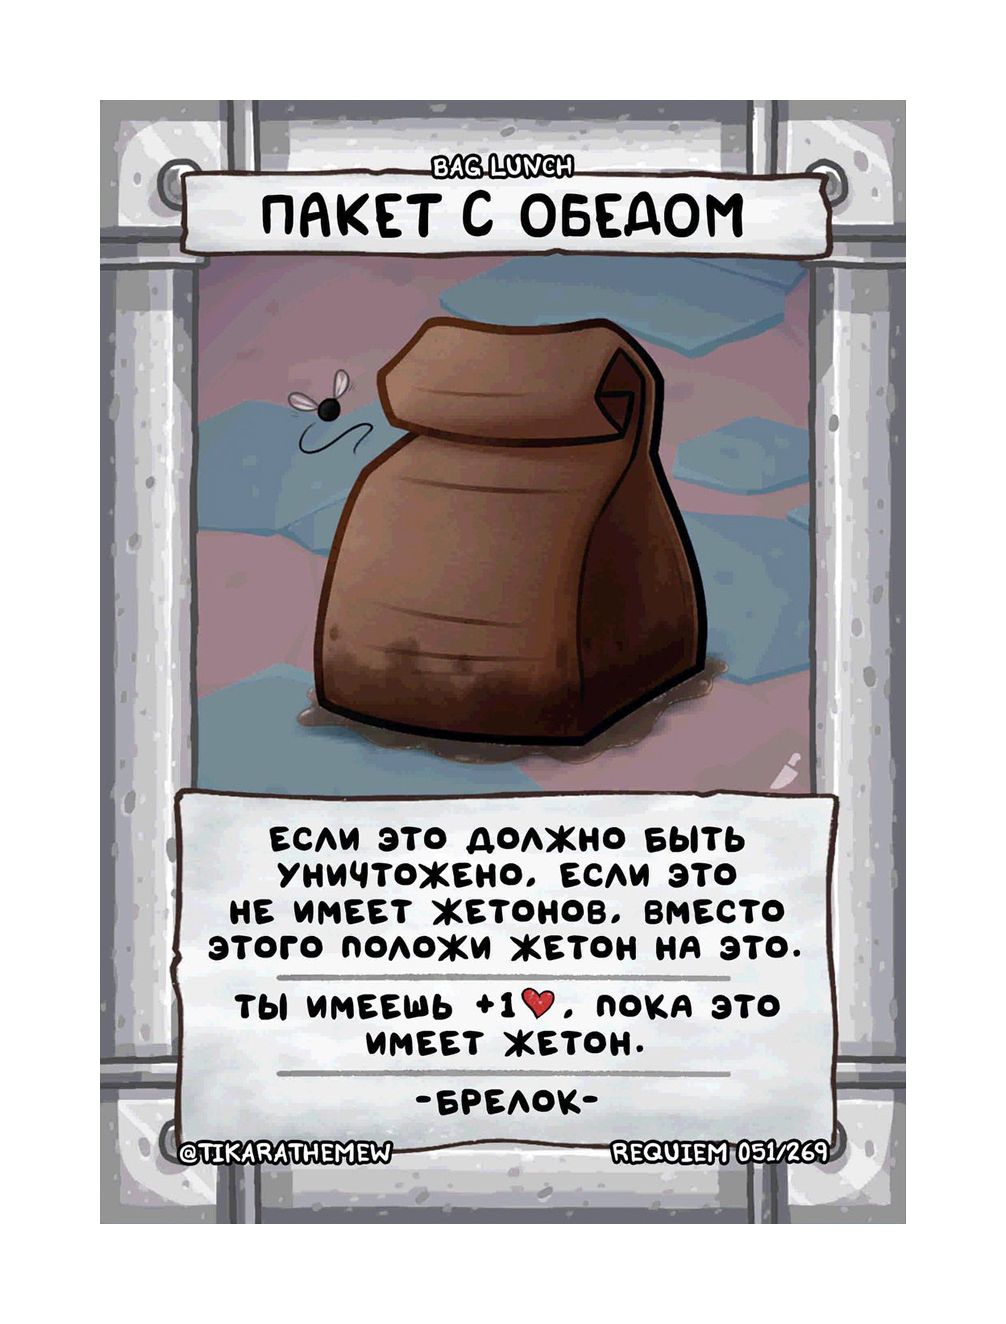 BAG LUNCH
ПАКЕТ С ОБЕДОМ
ЕСЛИ ЭТО ДОЛЖНО БЫТЬ
УНИЧТОЖЕНО, ЕСЛИ ЭТО
НЕ ИМЕЕТ ЖЕТОНОВ, ВМЕСТО
ЭТОГО ПОЛОЖИ ЖЕТОН НА ЭТО.
ТЫ ИМЕЕШЬ +1❤, ПОКА ЭТО
ИМЕЕТ ЖЕТОН.
-БРЕЛОК-
@TIKARATHEMEW
REQUIEM 051/269